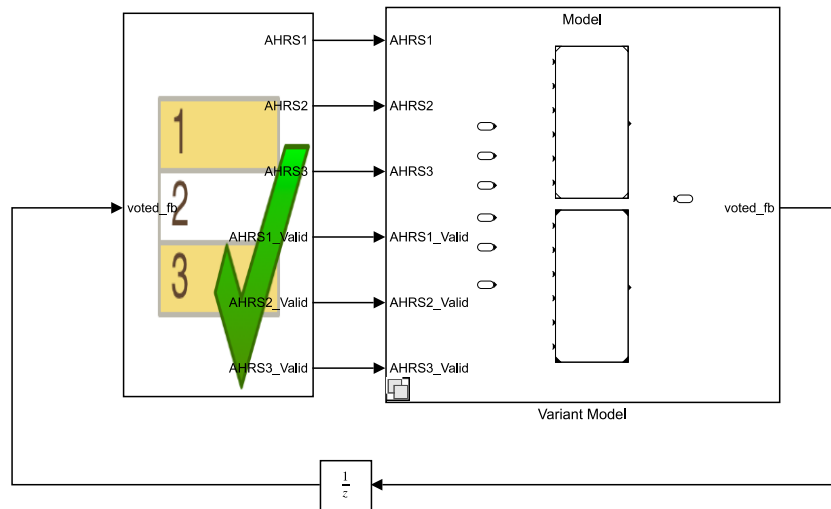 Model
AHRS1
AHRS1
AHRS2
AHRS2
1
AHRS3
AHRS3
2
voted_fb
voted_fb
AHRS1_Valid
AHRS1_Valid
3
AHRS2_Valid
AHRS2_Valid
AHRS3_Valid
AHRS3_Valid
Variant Model
1
z